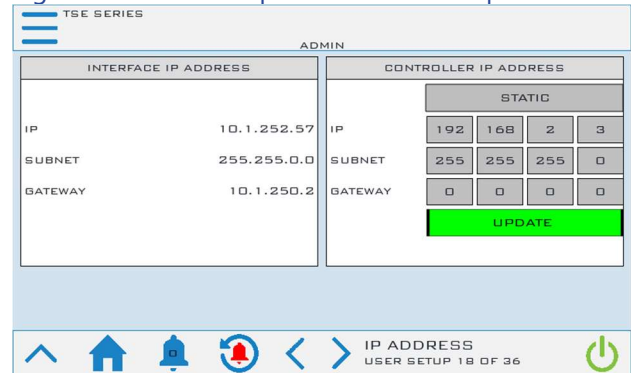 TSE SERIES
ADMIN
INTERFACE IP ADDRESS
IP 10.1.252.57
SUBNET 255.255.0.0
GATEWAY 10.1.250.2
CONTROLLER IP ADDRESS
STATIC
IP 192 168 2 3
SUBNET 255 255 255 0
GATEWAY 0 0 0 0
UPDATE
0
IP ADDRESS
USER SETUP 18 OF 36